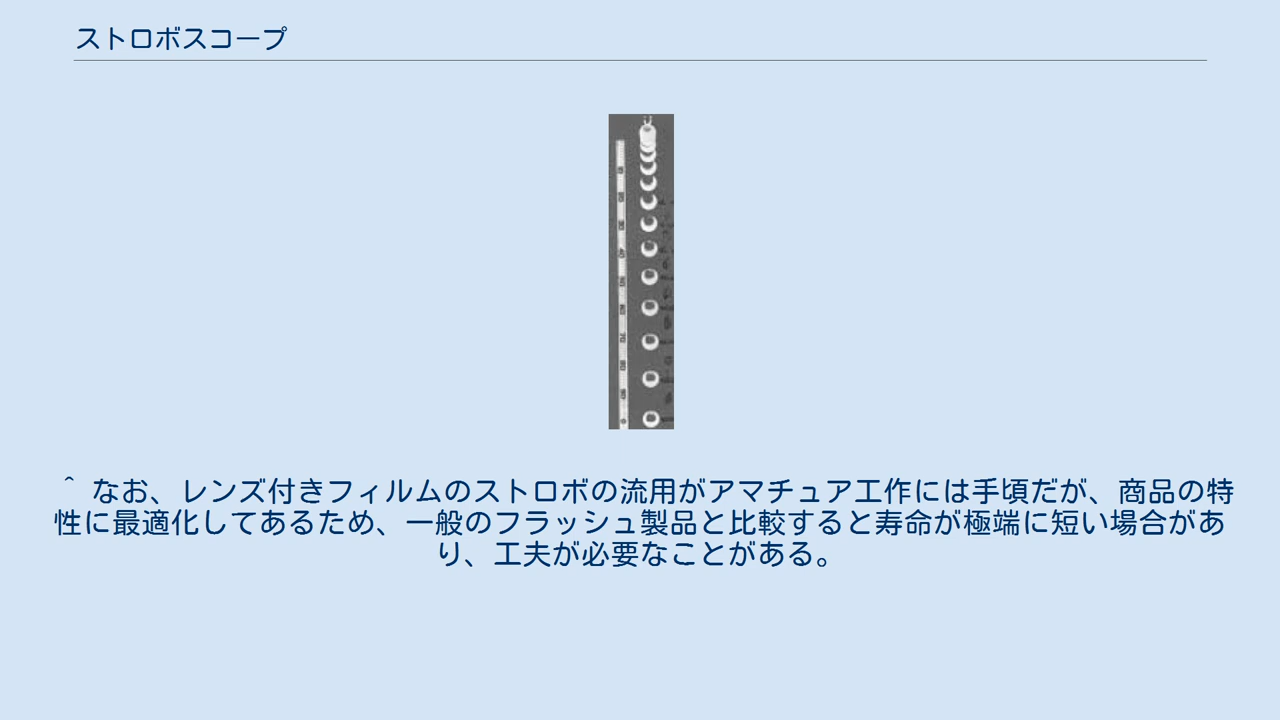 ストロボスコープ
^ なお、レンズ付きフィルムのストロボの流用がアマチュア工作には手頃だが、商品の特
性に最適化してあるため、一般のフラッシュ製品と比較すると寿命が極端に短い場合があ
り、工夫が必要なことがある。